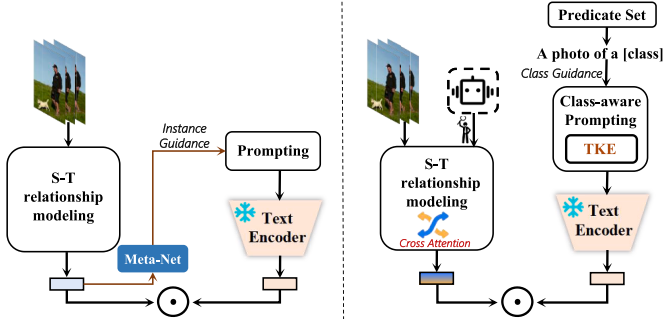 S-T
relationship
modeling
Instance
Guidance
Prompting
Text
Encoder
Meta-Net
Predicate Set
A photo of a [class]
Class Guidance
Class-aware
Prompting
TKE
S-T
relationship
modeling
Cross Attention
Text
Encoder